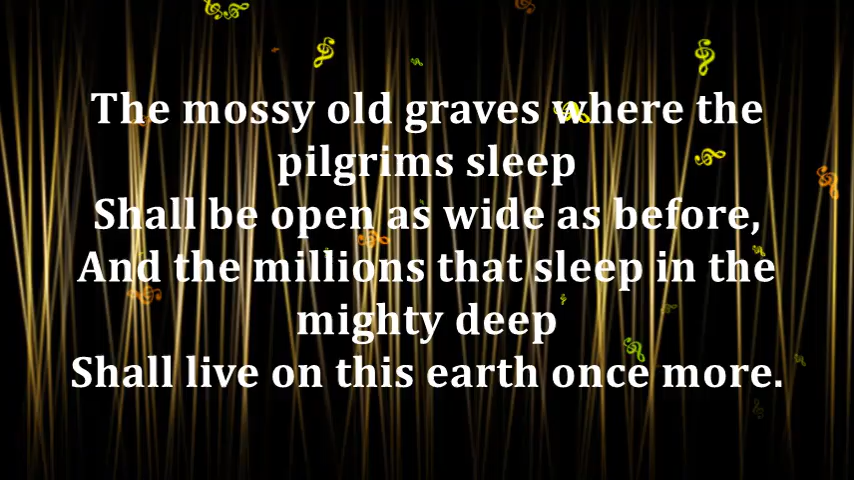 The mossy old graves where the
pilgrims sleep
Shall be open as wide as before,
And the millions that sleep in the
mighty deep
Shall live on this earth once more.